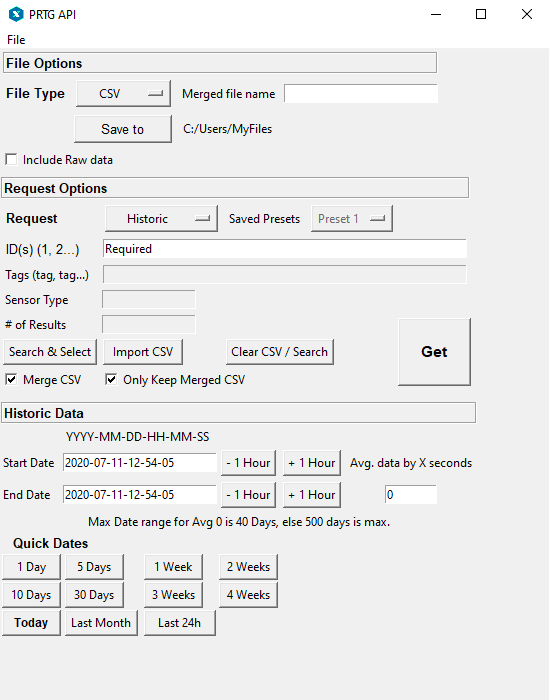 PRTG API
File
File Options
File Type CSV Merged file name
Save to C:/Users/MyFiles
Include Raw data
Request Options
Request Historic Saved Presets Preset 1
ID(s) (1, 2...) Required
Tags (tag, tag...)
Sensor Type
# of Results
Search & Select Import CSV Clear CSV / Search Get
Merge CSV Only Keep Merged CSV
Historic Data
YYYY-MM-DD-HH-MM-SS
Start Date 2020-07-11-12-54-05 - 1 Hour + 1 Hour Avg. data by X seconds
End Date 2020-07-11-12-54-05 - 1 Hour + 1 Hour 0
Max Date range for Avg 0 is 40 Days, else 500 days is max.
Quick Dates
1 Day 5 Days 1 Week 2 Weeks
10 Days 30 Days 3 Weeks 4 Weeks
Today Last Month Last 24h